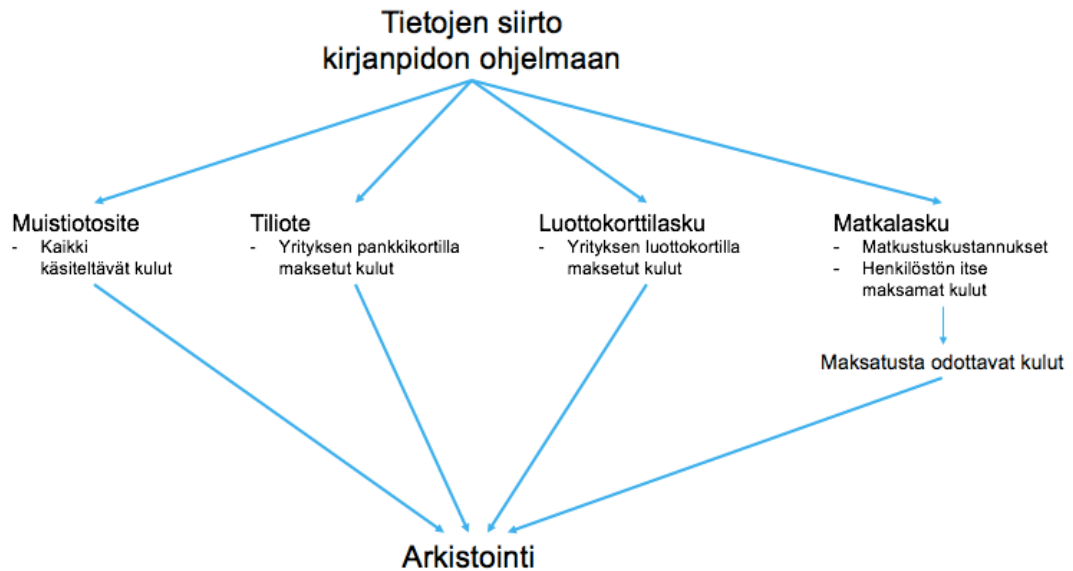 Tietojen siirto
kirjanpidon ohjelmaan
Muistiotosite
- Kaikki
käsiteltävät kulut
Tiliote
- Yrityksen pankkikortilla
maksetut kulut
Luottokorttilasku
- Yrityksen luottokortilla
maksetut kulut
Matkalasku
- Matkustuskustannukset
- Henkilöstön itse
maksamat kulut
Maksatusta odottavat kulut
Arkistointi